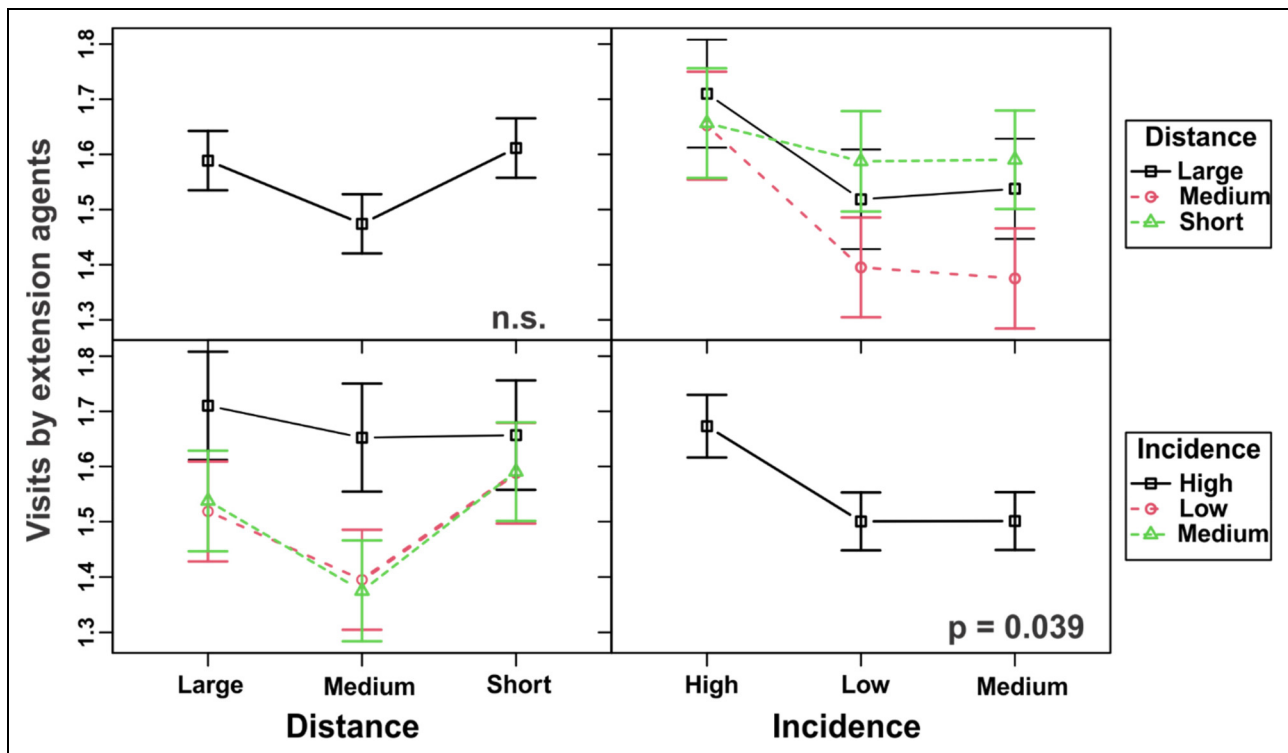 Visits by extension agents
1.8
1.7
1.6
1.5
1.4
1.3
n.s.
Distance
Large
Medium
Short
1.8
1.7
1.6
1.5
1.4
1.3
p = 0.039
Incidence
High
Low
Medium
Large Medium Short
High Low Medium
Distance
Incidence